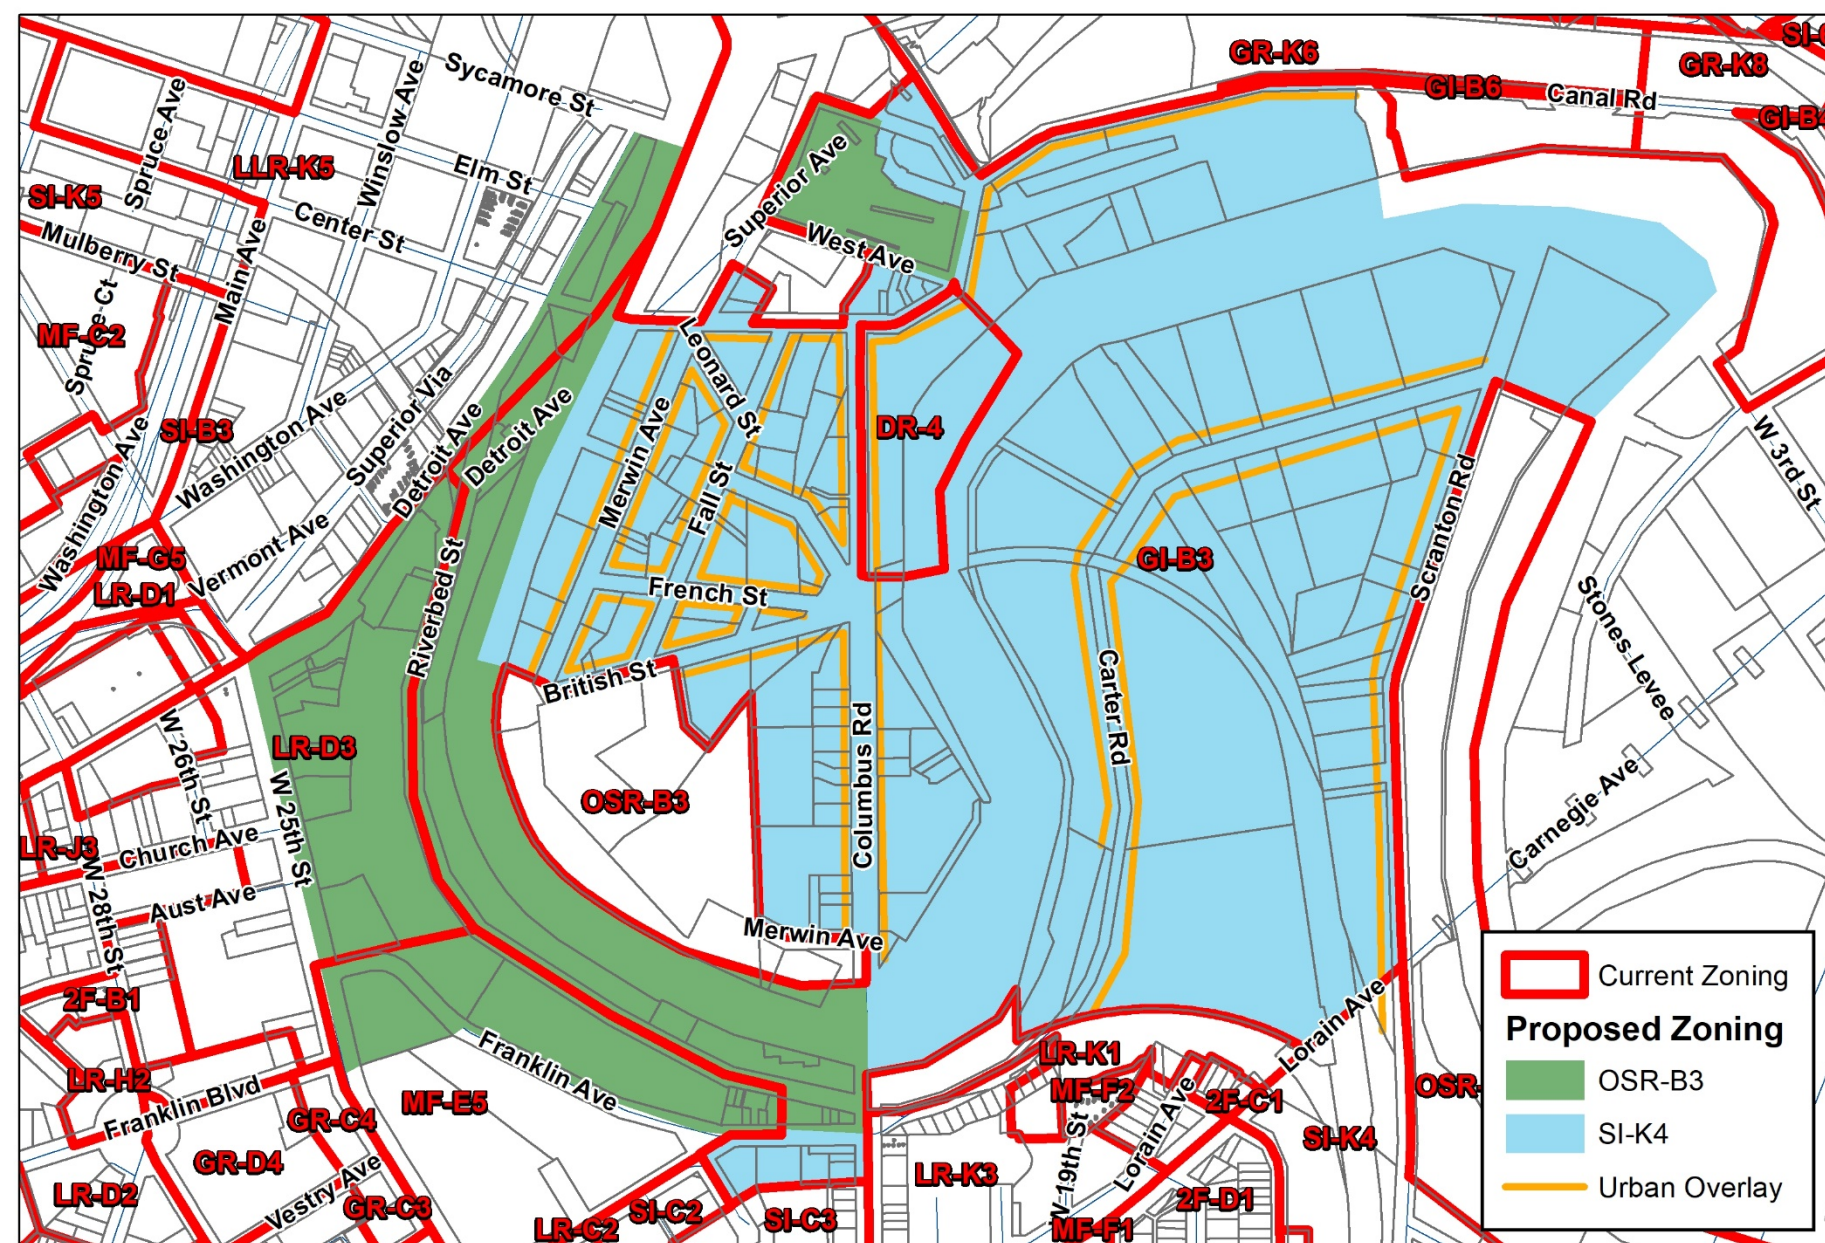 Sycamore St
GR-K6
SI-
GR-K8
GI-B6
Canal Rd
GI-B4
Spruce Ave
Winslow Ave
LLR-K5
Elm St
SI-K5
Center St
Superior Ave
West Ave
Mulberry St
Main Ave
MF-C2
Spruce Ct
Leonard St
Superior Via
Washington Ave
Detroit Ave
Detroit Ave
SI-B3
Merwin Ave
Fall St
DR-4
Washington Ave
W 3rd St
Scranton Rd
Vermont Ave
MF-G5
LR-D1
GI-B3
Riverbed St
French St
Stones Levee
British St
Carter Rd
W 26th St
LR-D3
W 25th St
OSR-B3
Columbus Rd
LR-J3
Church Ave
Carnegie Ave
W 28th St
Aust Ave
Merwin Ave
2F-B1
Lorain Ave
Franklin Ave
LR-K1
LR-H2
MF-F2
Franklin Blvd
GR-C4
MF-E5
2F-C1
OSR-
W 19th St
Lorain Ave
SI-K4
GR-D4
LR-K3
LR-D2
Vestry Ave
GR-C3
2F-D1
SI-C2
SI-C3
LR-C2
MF-F1
Current Zoning
Proposed Zoning
OSR-B3
SI-K4
Urban Overlay